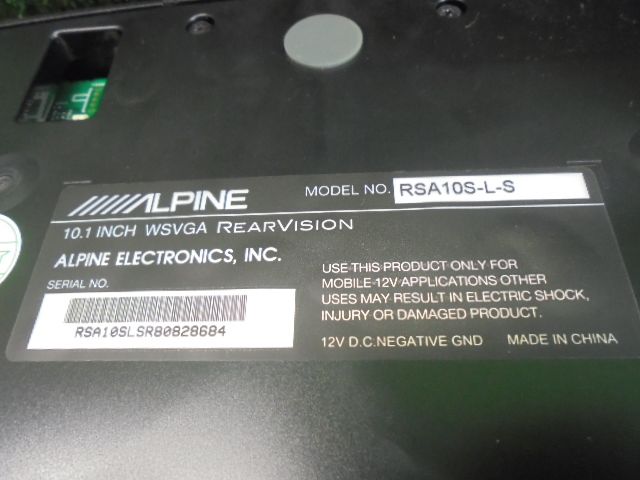 ALPINE
MODEL NO. RSA10S-L-S
10.1 INCH WSVGA REARVISION
ALPINE ELECTRONICS, INC.
SERIAL NO.
RSA10SLSR80828684
USE THIS PRODUCT ONLY FOR
MOBILE 12V APPLICATIONS OTHER
USES MAY RESULT IN ELECTRIC SHOCK,
INJURY OR DAMAGED PRODUCT.
12V D.C. NEGATIVE GND
MADE IN CHINA